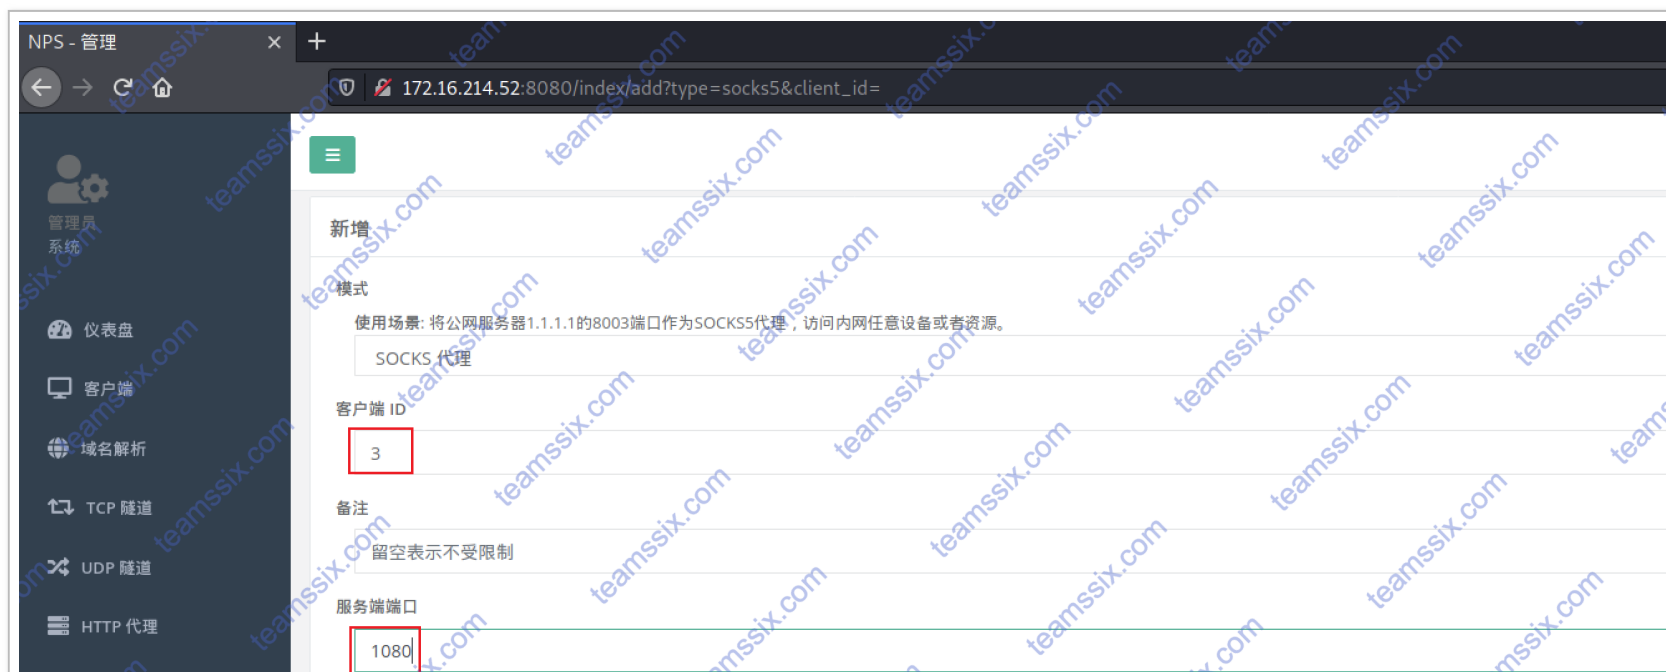 NPS - 管理
172.16.214.52:8080/index/add?type=socks5&client_id=
管理员
系统
仪表盘
客户端
域名解析
TCP 隧道
UDP 隧道
HTTP 代理
新增
模式
使用场景: 将公网服务器1.1.1.1的8003端口作为SOCKS5代理，访问内网任意设备或者资源。
SOCKS 代理
客户端 ID
3
备注
留空表示不受限制
服务端端口
1080
teamssix.com